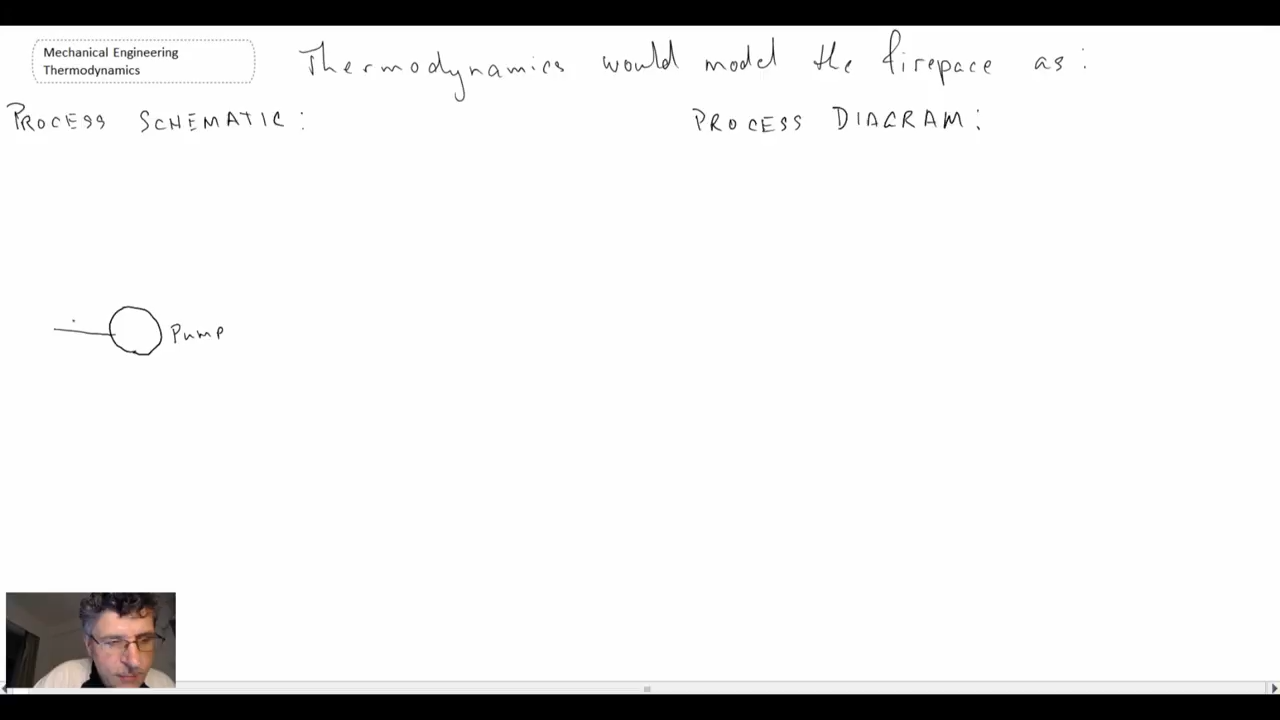 Mechanical Engineering
Thermodynamics
Thermodynamics would model the firepace as:
PROCESS SCHEMATIC:
PROCESS DIAGRAM:
Pump